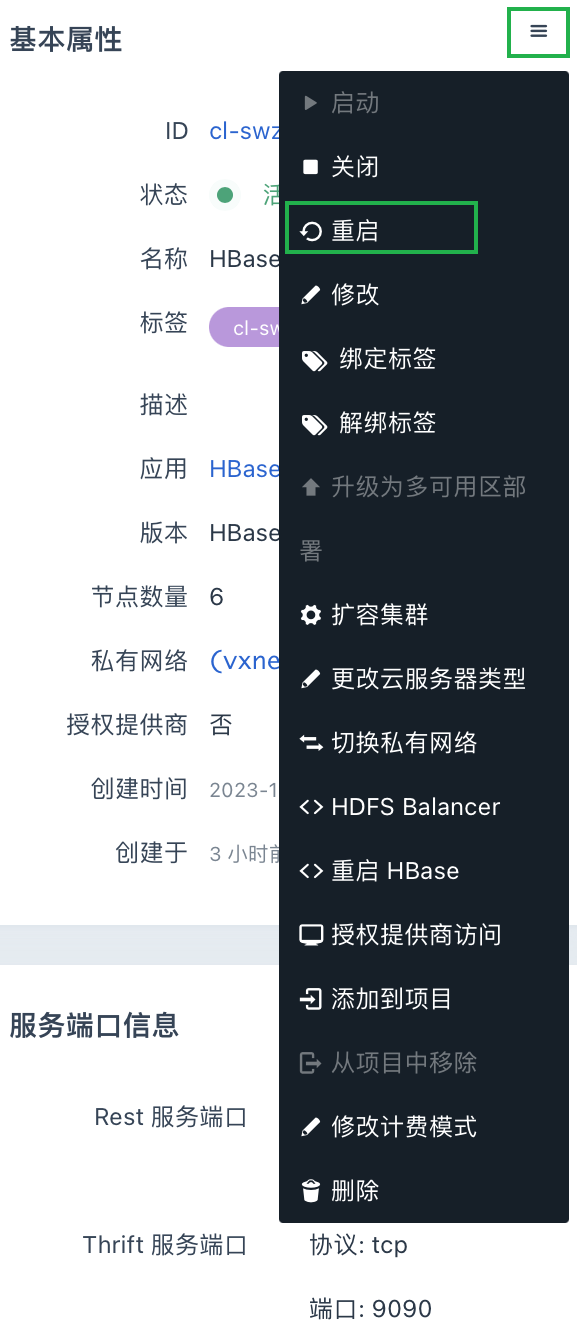 基本属性
启动
ID cl-swz
关闭
状态
重启
名称 HBase
修改
标签 cl-sw
绑定标签
描述
解绑标签
应用 HBase
升级为多可用区部
署
版本 HBase
节点数量 6
扩容集群
私有网络 (vxne
更改云服务器类型
授权提供商 否
切换私有网络
创建时间 2023-1
HDFS Balancer
创建于 3 小时前
重启 HBase
授权提供商访问
添加到项目
服务端口信息
从项目中移除
Rest 服务端口
修改计费模式
删除
Thrift 服务端口 协议: tcp
端口: 9090